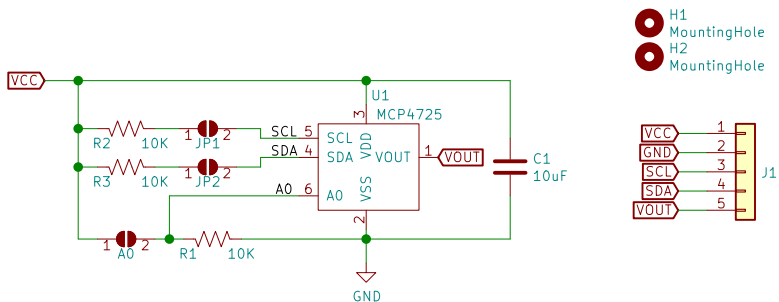 H1
MountingHole
H2
MountingHole
VCC
U1
MCP4725
3
R2
10K
1
JP1
2
SCL
5
SCL
VDD
R3
10K
1
JP2
2
SDA
4
SDA
VOUT
1
VOUT
C1
10uF
A0
6
A0
VSS
2
1
A0
2
R1
10K
GND
VCC
1
GND
2
SCL
3
SDA
4
VOUT
5
J1